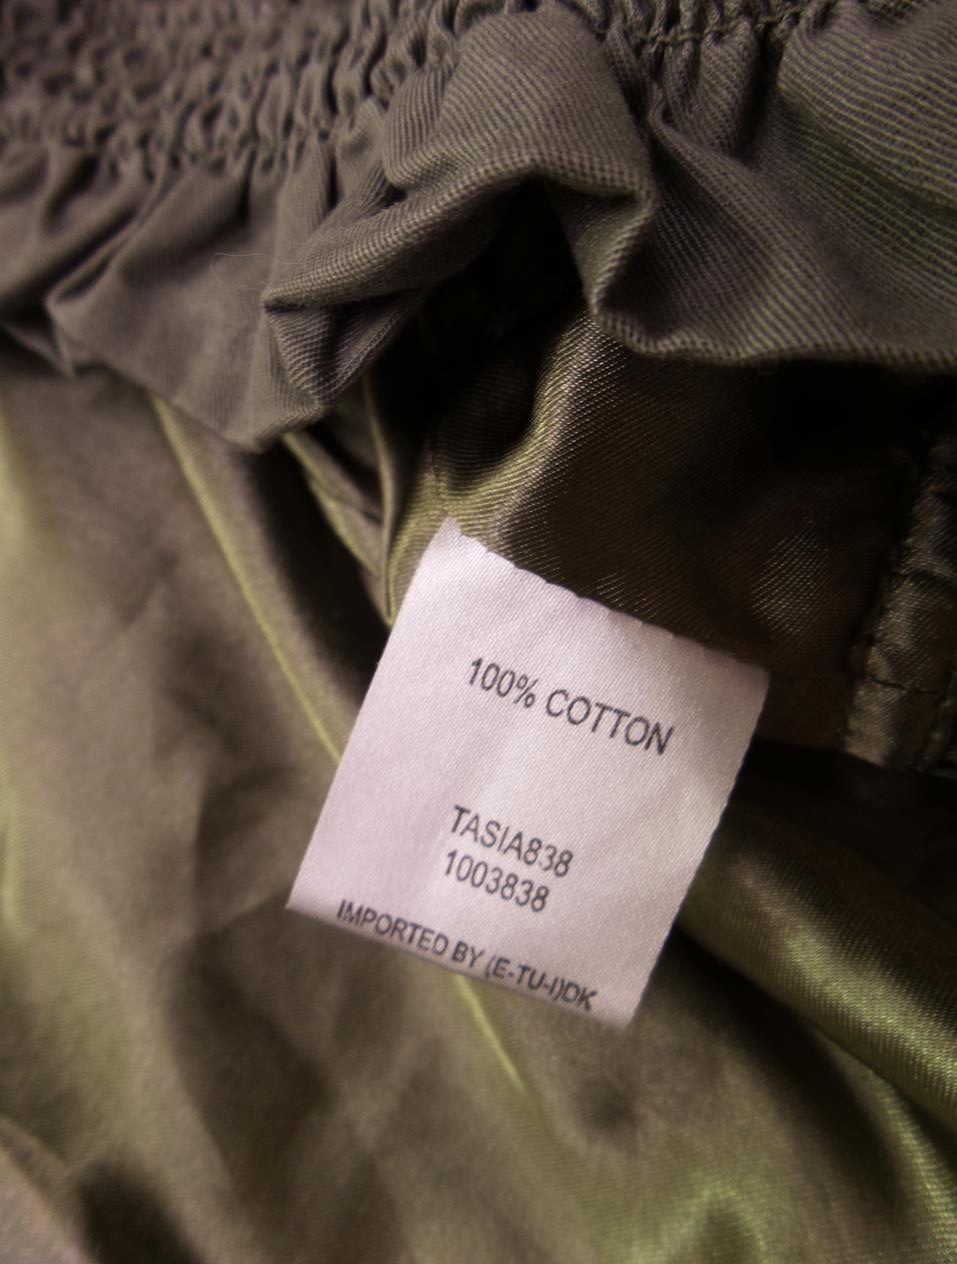 100% COTTON
TASIA838
1003838
IMPORTED BY (E-TU-I)DK